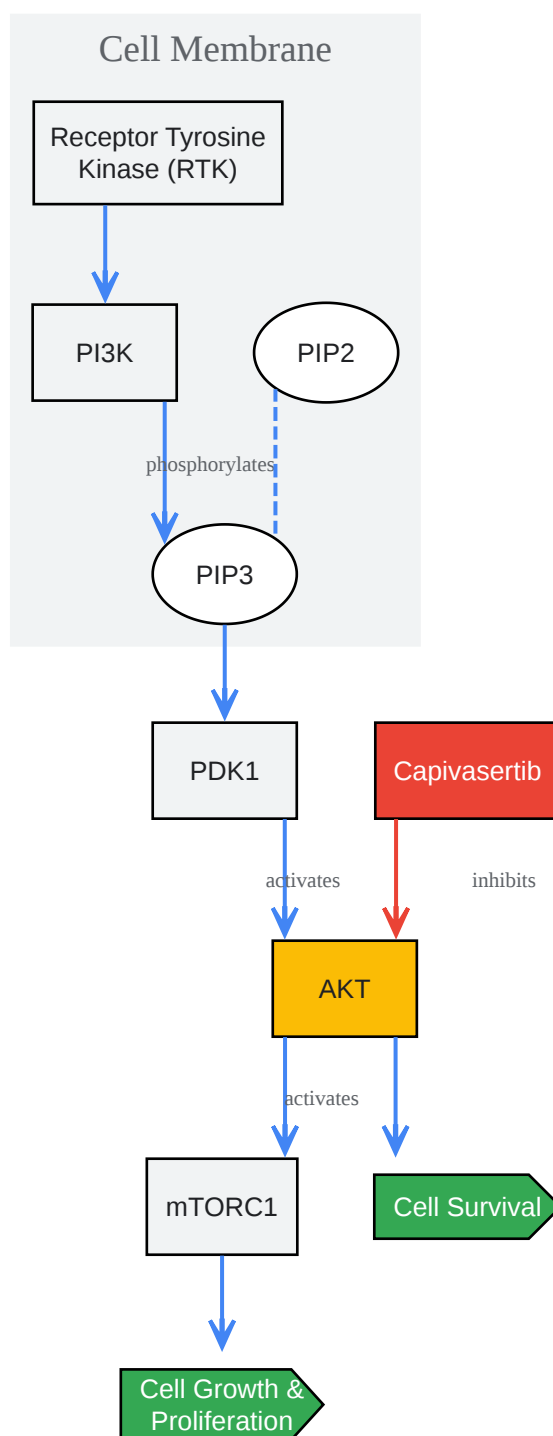 Cell Membrane
Receptor Tyrosine
Kinase (RTK)
PI3K
PIP2
phosphorylates
PIP3
PDK1
Capivasertib
activates
inhibits
AKT
activates
mTORC1
Cell Survival
Cell Growth &
Proliferation